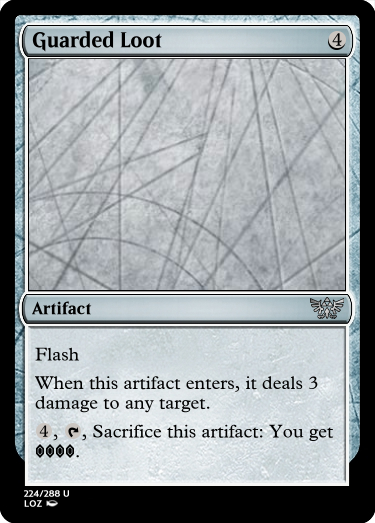 Guarded Loot 4
Artifact
Flash
When this artifact enters, it deals 3
damage to any target.
4, , Sacrifice this artifact: You get
.
224/288 U
LOZ